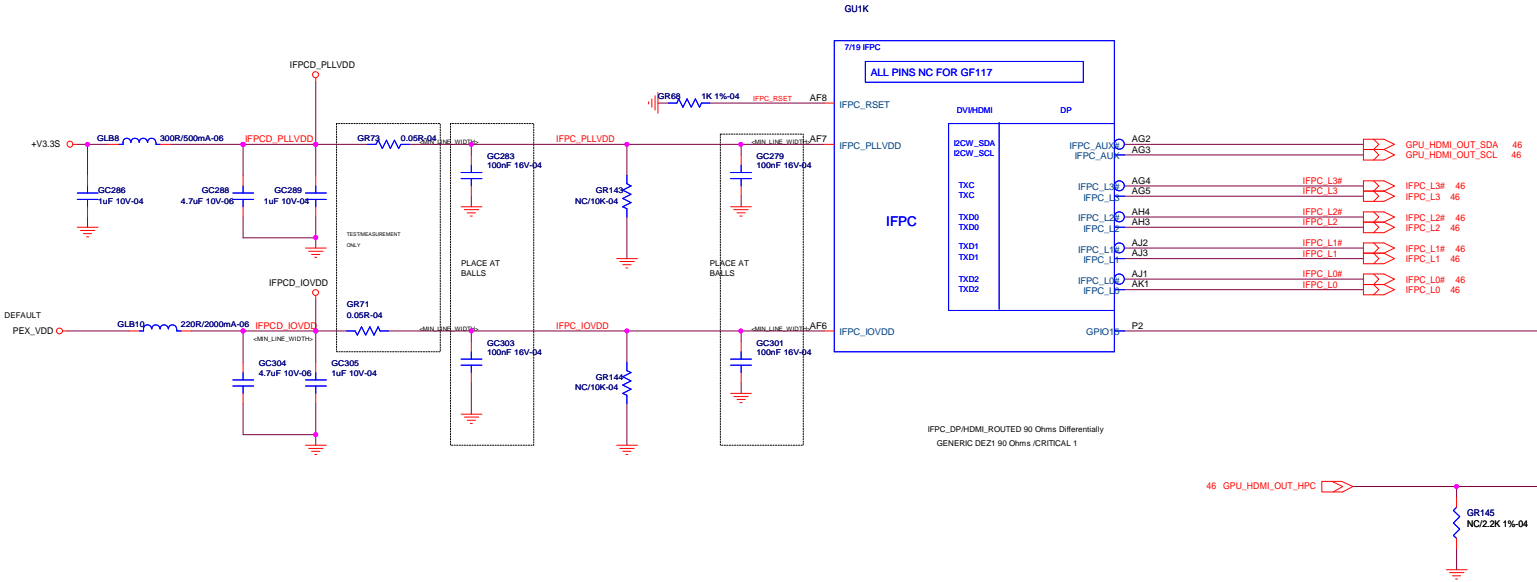 GU1K
7/19 IFPC
ALL PINS NC FOR GF117
IFPCD_PLLVDD
GR68
1K 1%-04
IFPC_RSET
AF8
IFPC_RSET
DVI/HDMI
DP
+V3.3S
GLB8
300R/500mA-06
IFPCD_PLLVDD
GR73
0.05R-04
<MIN_LINE_WIDTH>
IFPC_PLLVDD
<MIN_LINE_WIDTH>
AF7
IFPC_PLLVDD
I2CW_SDA
I2CW_SCL
IFPC_AUX#
IFPC_AUX
AG2
AG3
GPU_HDMI_OUT_SDA 46
GPU_HDMI_OUT_SCL 46
GC283
100nF 16V-04
GC279
100nF 16V-04
GC286
1uF 10V-04
GC288
4.7uF 10V-06
GC289
1uF 10V-04
GR143
NC/10K-04
TXC
TXC
IFPC_L3#
IFPC_L3
AG4
AG5
IFPC_L3#
IFPC_L3
IFPC_L3# 46
IFPC_L3 46
IFPC
TXD0
TXD0
IFPC_L2#
IFPC_L2
AH4
AH3
IFPC_L2#
IFPC_L2
IFPC_L2# 46
IFPC_L2 46
TEST/MEASUREMENT
ONLY
TXD1
TXD1
IFPC_L1#
IFPC_L1
AJ2
AJ3
IFPC_L1#
IFPC_L1
IFPC_L1# 46
IFPC_L1 46
PLACE AT
BALLS
PLACE AT
BALLS
TXD2
TXD2
IFPC_L0#
IFPC_L0
AJ1
AK1
IFPC_L0#
IFPC_L0
IFPC_L0# 46
IFPC_L0 46
IFPCD_IOVDD
DEFAULT
PEX_VDD
GLB10
220R/2000mA-06
IFPCD_IOVDD
<MIN_LINE_WIDTH>
GR71
0.05R-04
<MIN_LINE_WIDTH>
IFPC_IOVDD
<MIN_LINE_WIDTH>
AF6
IFPC_IOVDD
GPIO15
P2
GC303
100nF 16V-04
GC301
100nF 16V-04
GC304
4.7uF 10V-06
GC305
1uF 10V-04
GR144
NC/10K-04
IFPC_DP/HDMI_ROUTED 90 Ohms Differentially
GENERIC DEZ1 90 Ohms /CRITICAL 1
46 GPU_HDMI_OUT_HPC
GR145
NC/2.2K 1%-04